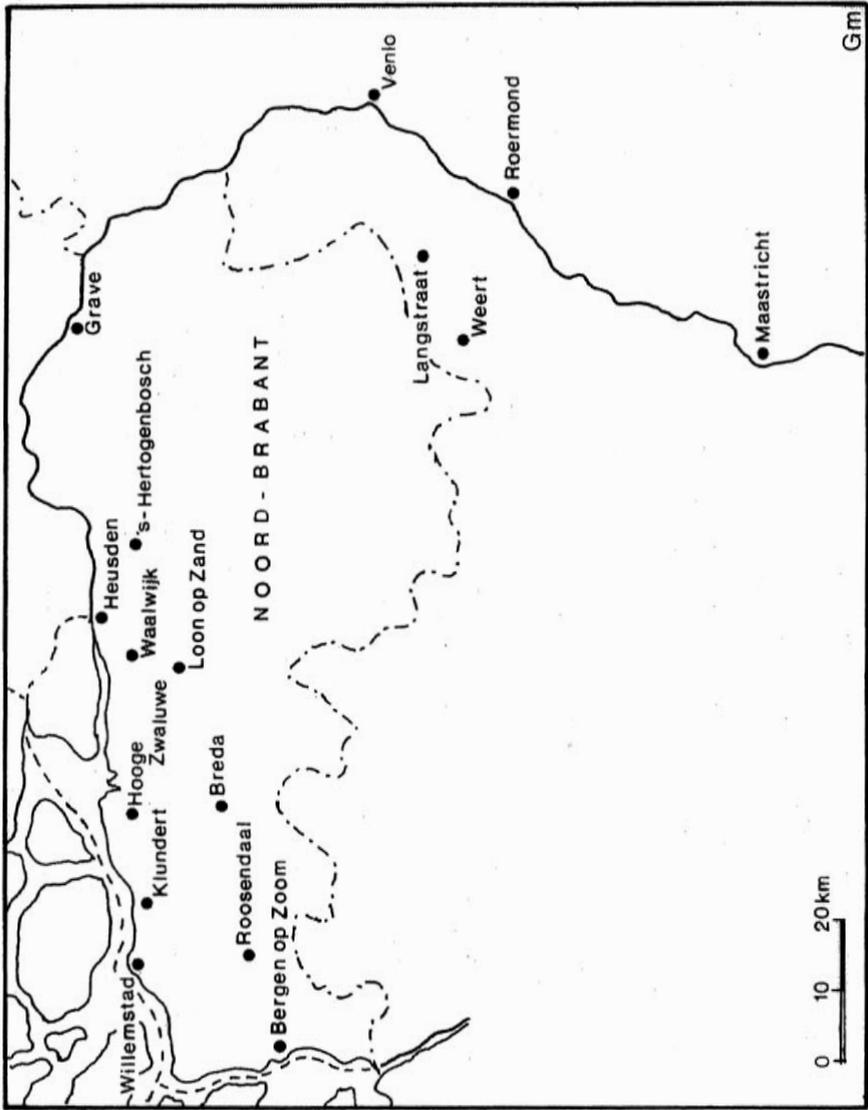 Willemstad
Klundert
Hooge
Zwaluwe
Waalwijk
Heusden
's-Hertogenbosch
Grave
Loon op Zand
Breda
Roosendaal
Bergen op Zoom
NOORD-BRABANT
Venlo
Langstraat
Weert
Roermond
Maastricht
0 10 20km
Gm